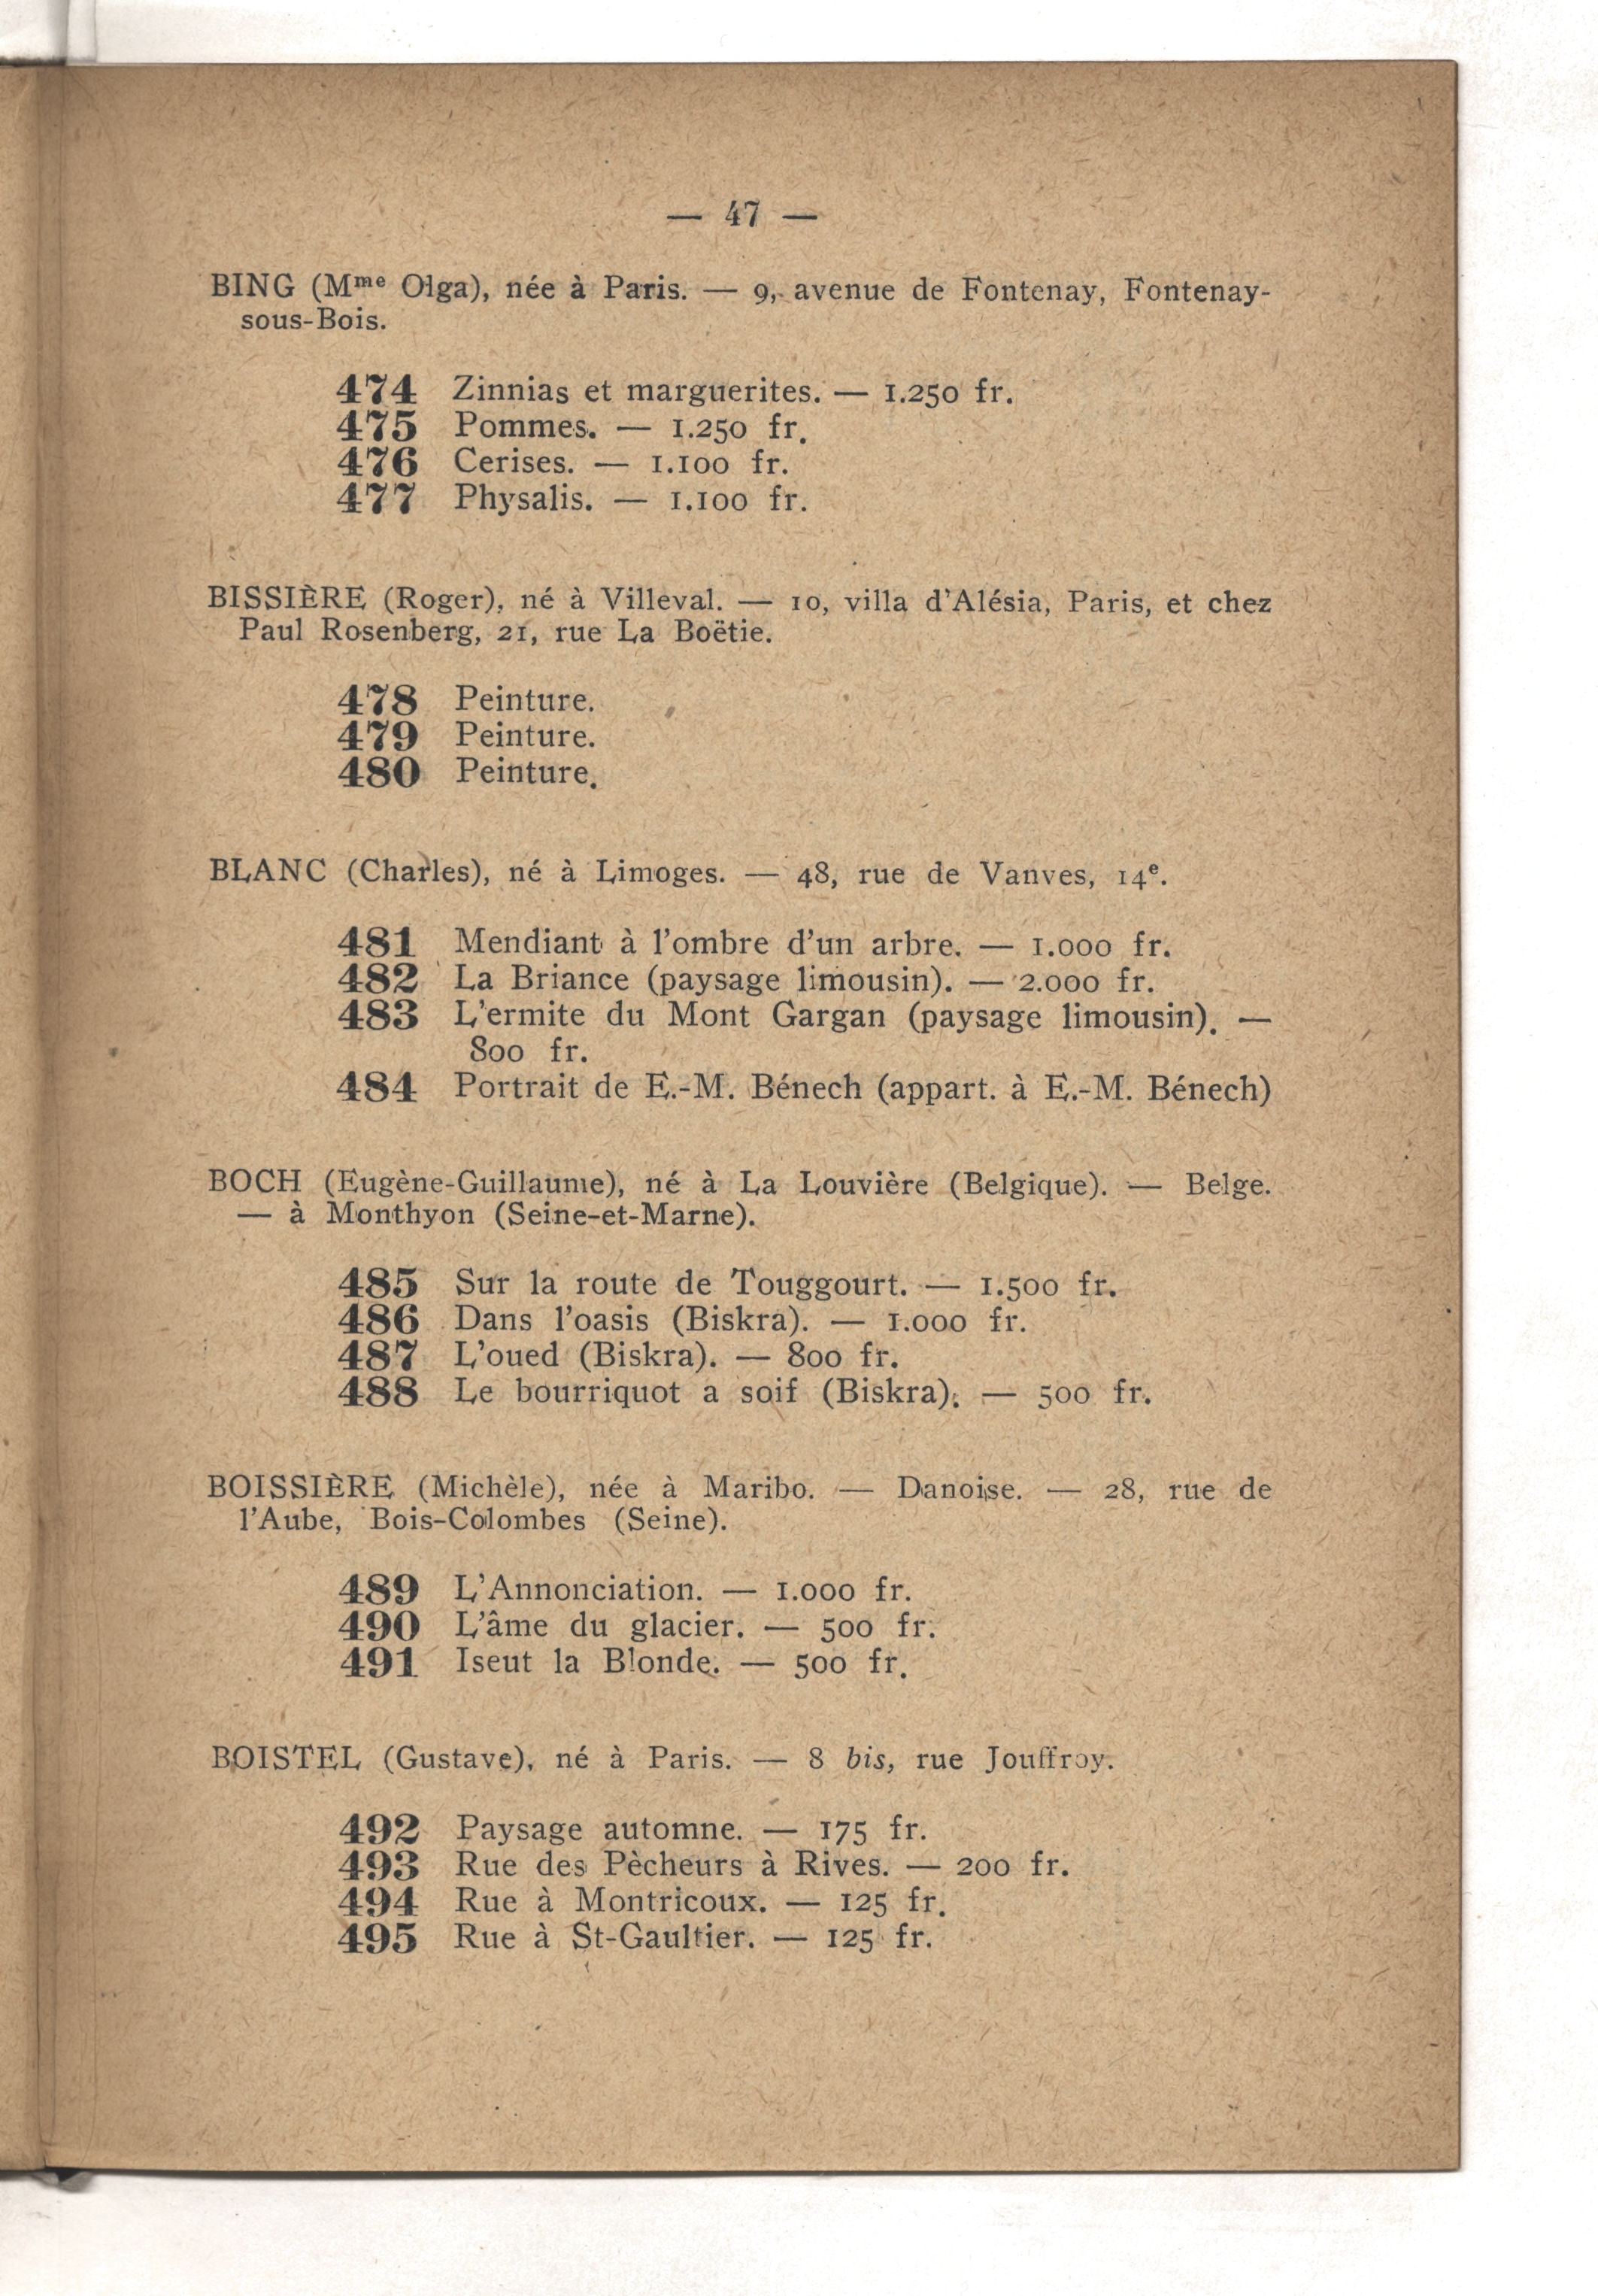 — 47 —
BING (Mme Olga), née à Paris. — 9, avenue de Fontenay, Fontenay-
sous-Bois.
474 Zinnias et marguerites. — 1.250 fr.
475 Pommes. — 1.250 fr.
476 Cerises. — 1.100 fr.
477 Physalis. — 1.100 fr.
BISSIÈRE (Roger), né à Villeval. — 10, villa d'Alésia, Paris, et chez
Paul Rosenberg, 21, rue La Boëtie.
478 Peinture.
479 Peinture.
480 Peinture.
BLANC (Charles), né à Limoges. — 48, rue de Vanves, 14e.
481 Mendiant à l'ombre d'un arbre. — 1.000 fr.
482 La Briance (paysage limousin). — 2.000 fr.
483 L'ermite du Mont Gargan (paysage limousin). —
800 fr.
484 Portrait de E.-M. Bénech (appart. à E.-M. Bénech)
BOCH (Eugène-Guillaume), né à La Louvière (Belgique). — Belge.
— à Monthyon (Seine-et-Marne).
485 Sur la route de Touggourt. — 1.500 fr.
486 Dans l'oasis (Biskra). — 1.000 fr.
487 L'oued (Biskra). — 800 fr.
488 Le bourriquot a soif (Biskra). — 500 fr.
BOISSIÈRE (Michèle), née à Maribo. — Danoise. — 28, rue de
l'Aube, Bois-Colombes (Seine).
489 L'Annonciation. — 1.000 fr.
490 L'âme du glacier. — 500 fr.
491 Iseut la Blonde. — 500 fr.
BOISTEL (Gustave), né à Paris. — 8 bis, rue Jouffroy.
492 Paysage automne. — 175 fr.
493 Rue des Pècheurs à Rives. — 200 fr.
494 Rue à Montricoux. — 125 fr.
495 Rue à St-Gaultier. — 125 fr.